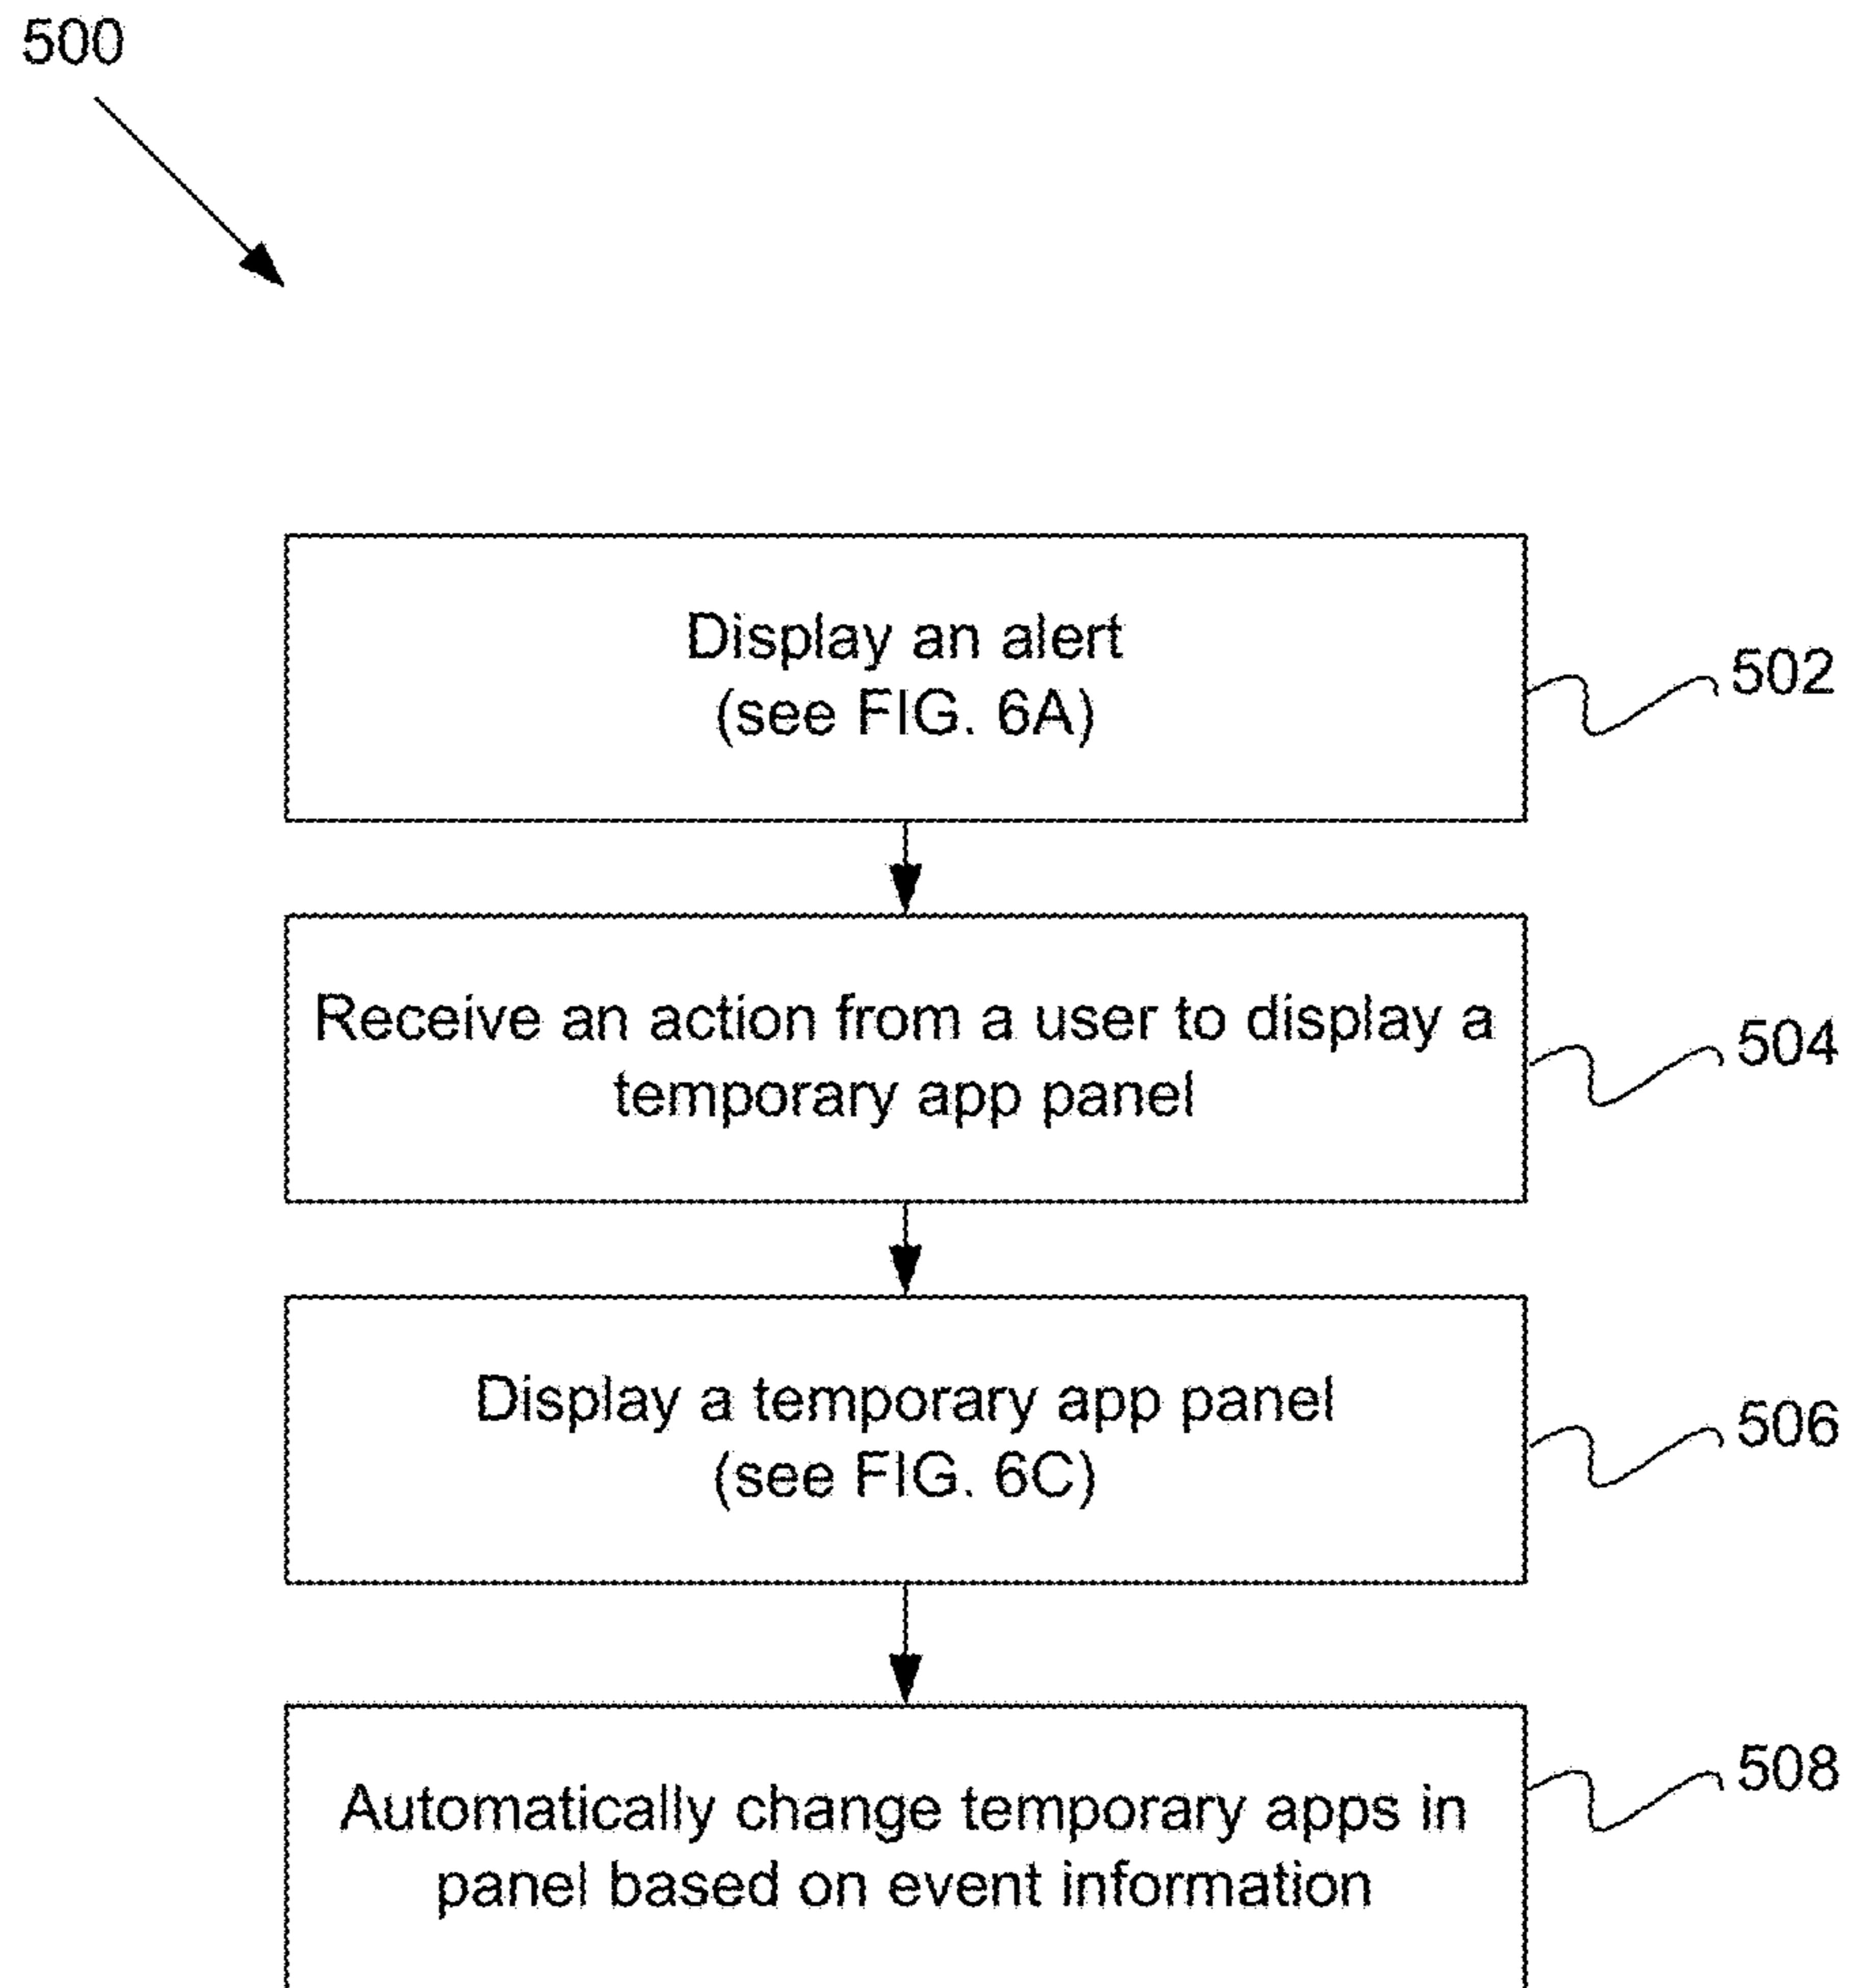 500
Display an alert
(see FIG. 6A)
502
Receive an action from a user to display a
temporary app panel
504
Display a temporary app panel
(see FIG. 6C)
506
Automatically change temporary apps in
panel based on event information
508